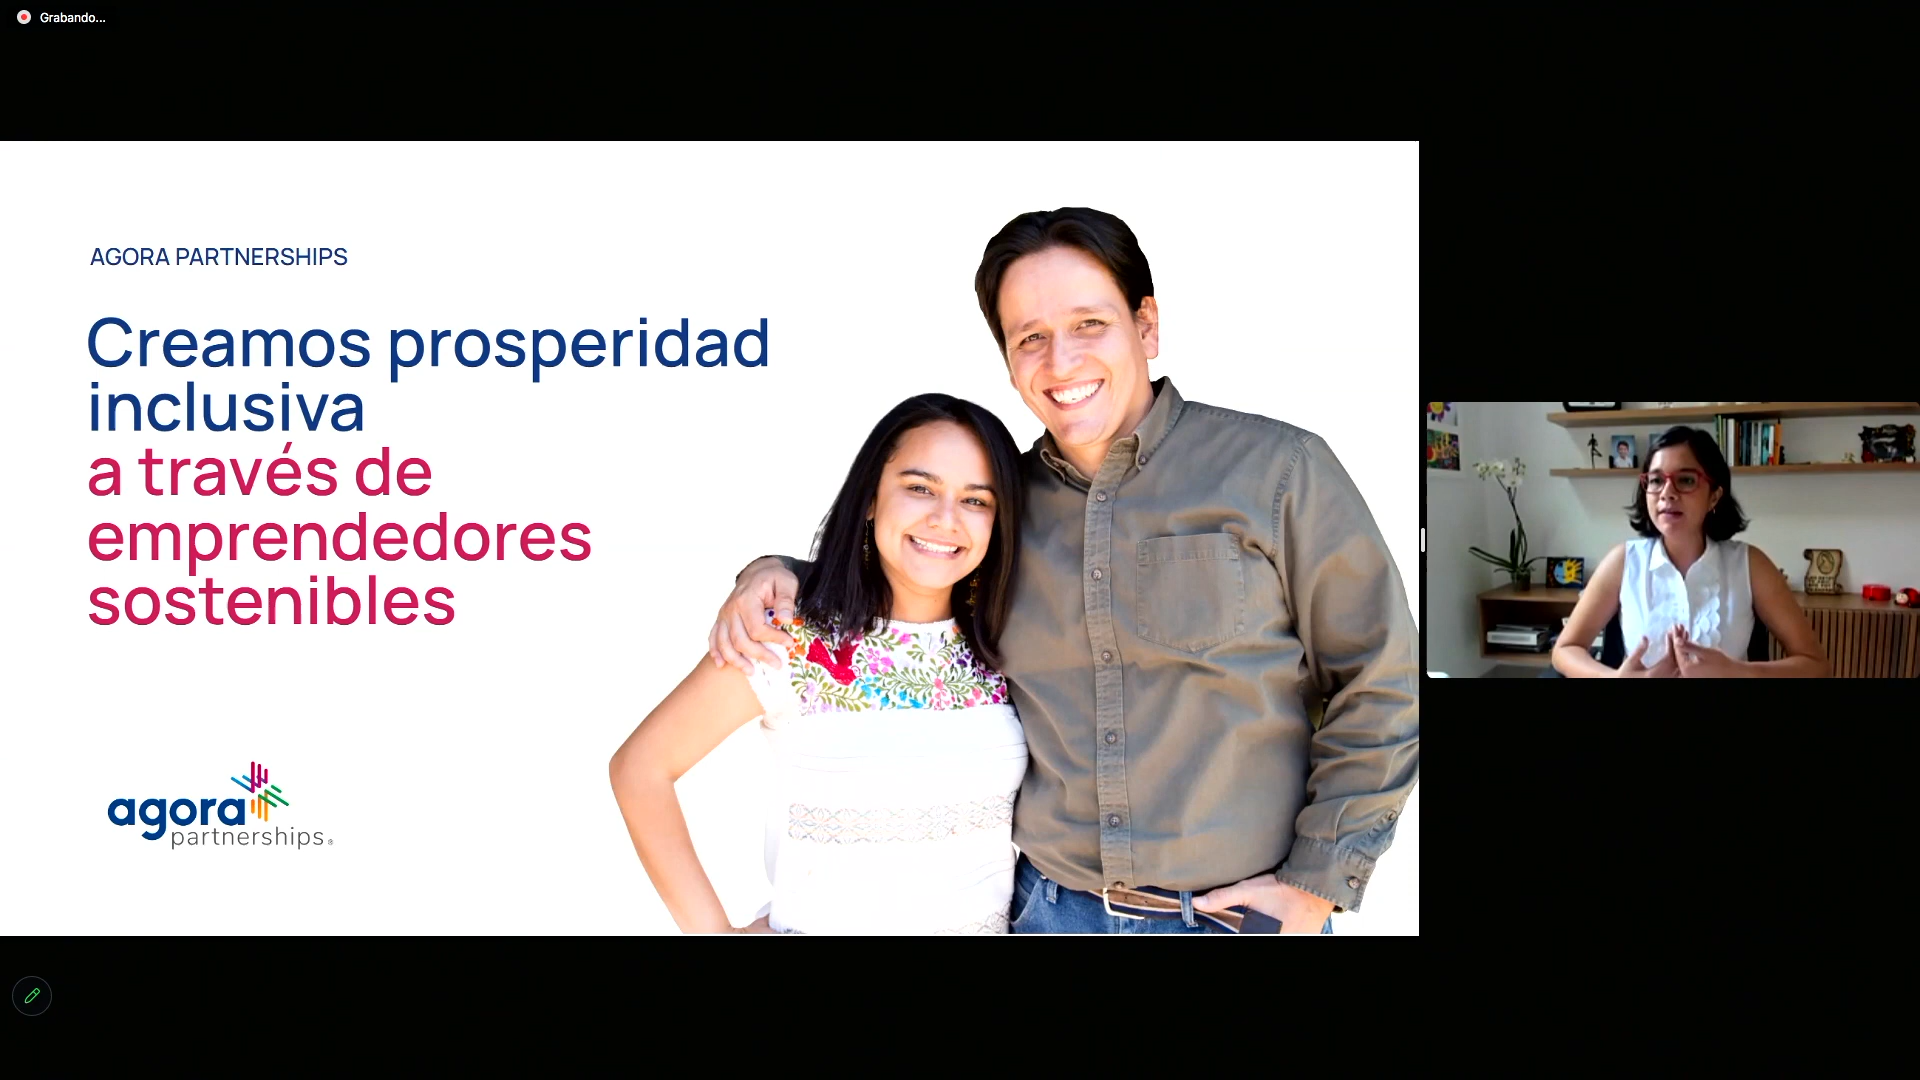 Grabando...
AGORA PARTNERSHIPS
Creamos prosperidad
inclusiva
a través de
emprendedores
sostenibles
agora
partnerships®